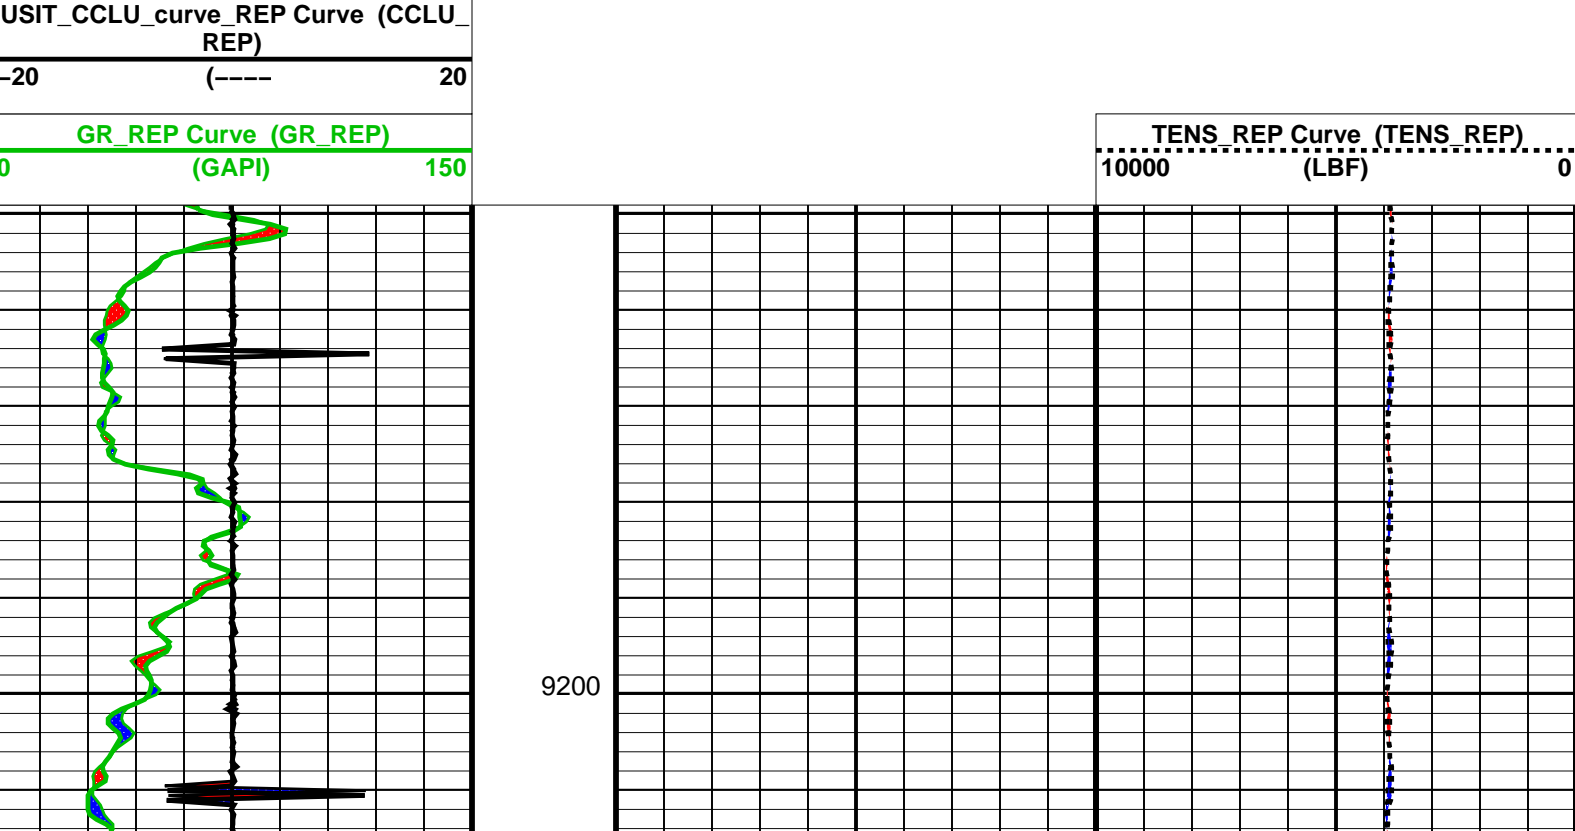 USIT_CCLU_curve_REP Curve (CCLU_
REP)
-20 (---- 20
GR_REP Curve (GR_REP)
0 (GAPI) 150
TENS_REP Curve (TENS_REP)
10000 (LBF) 0
9200